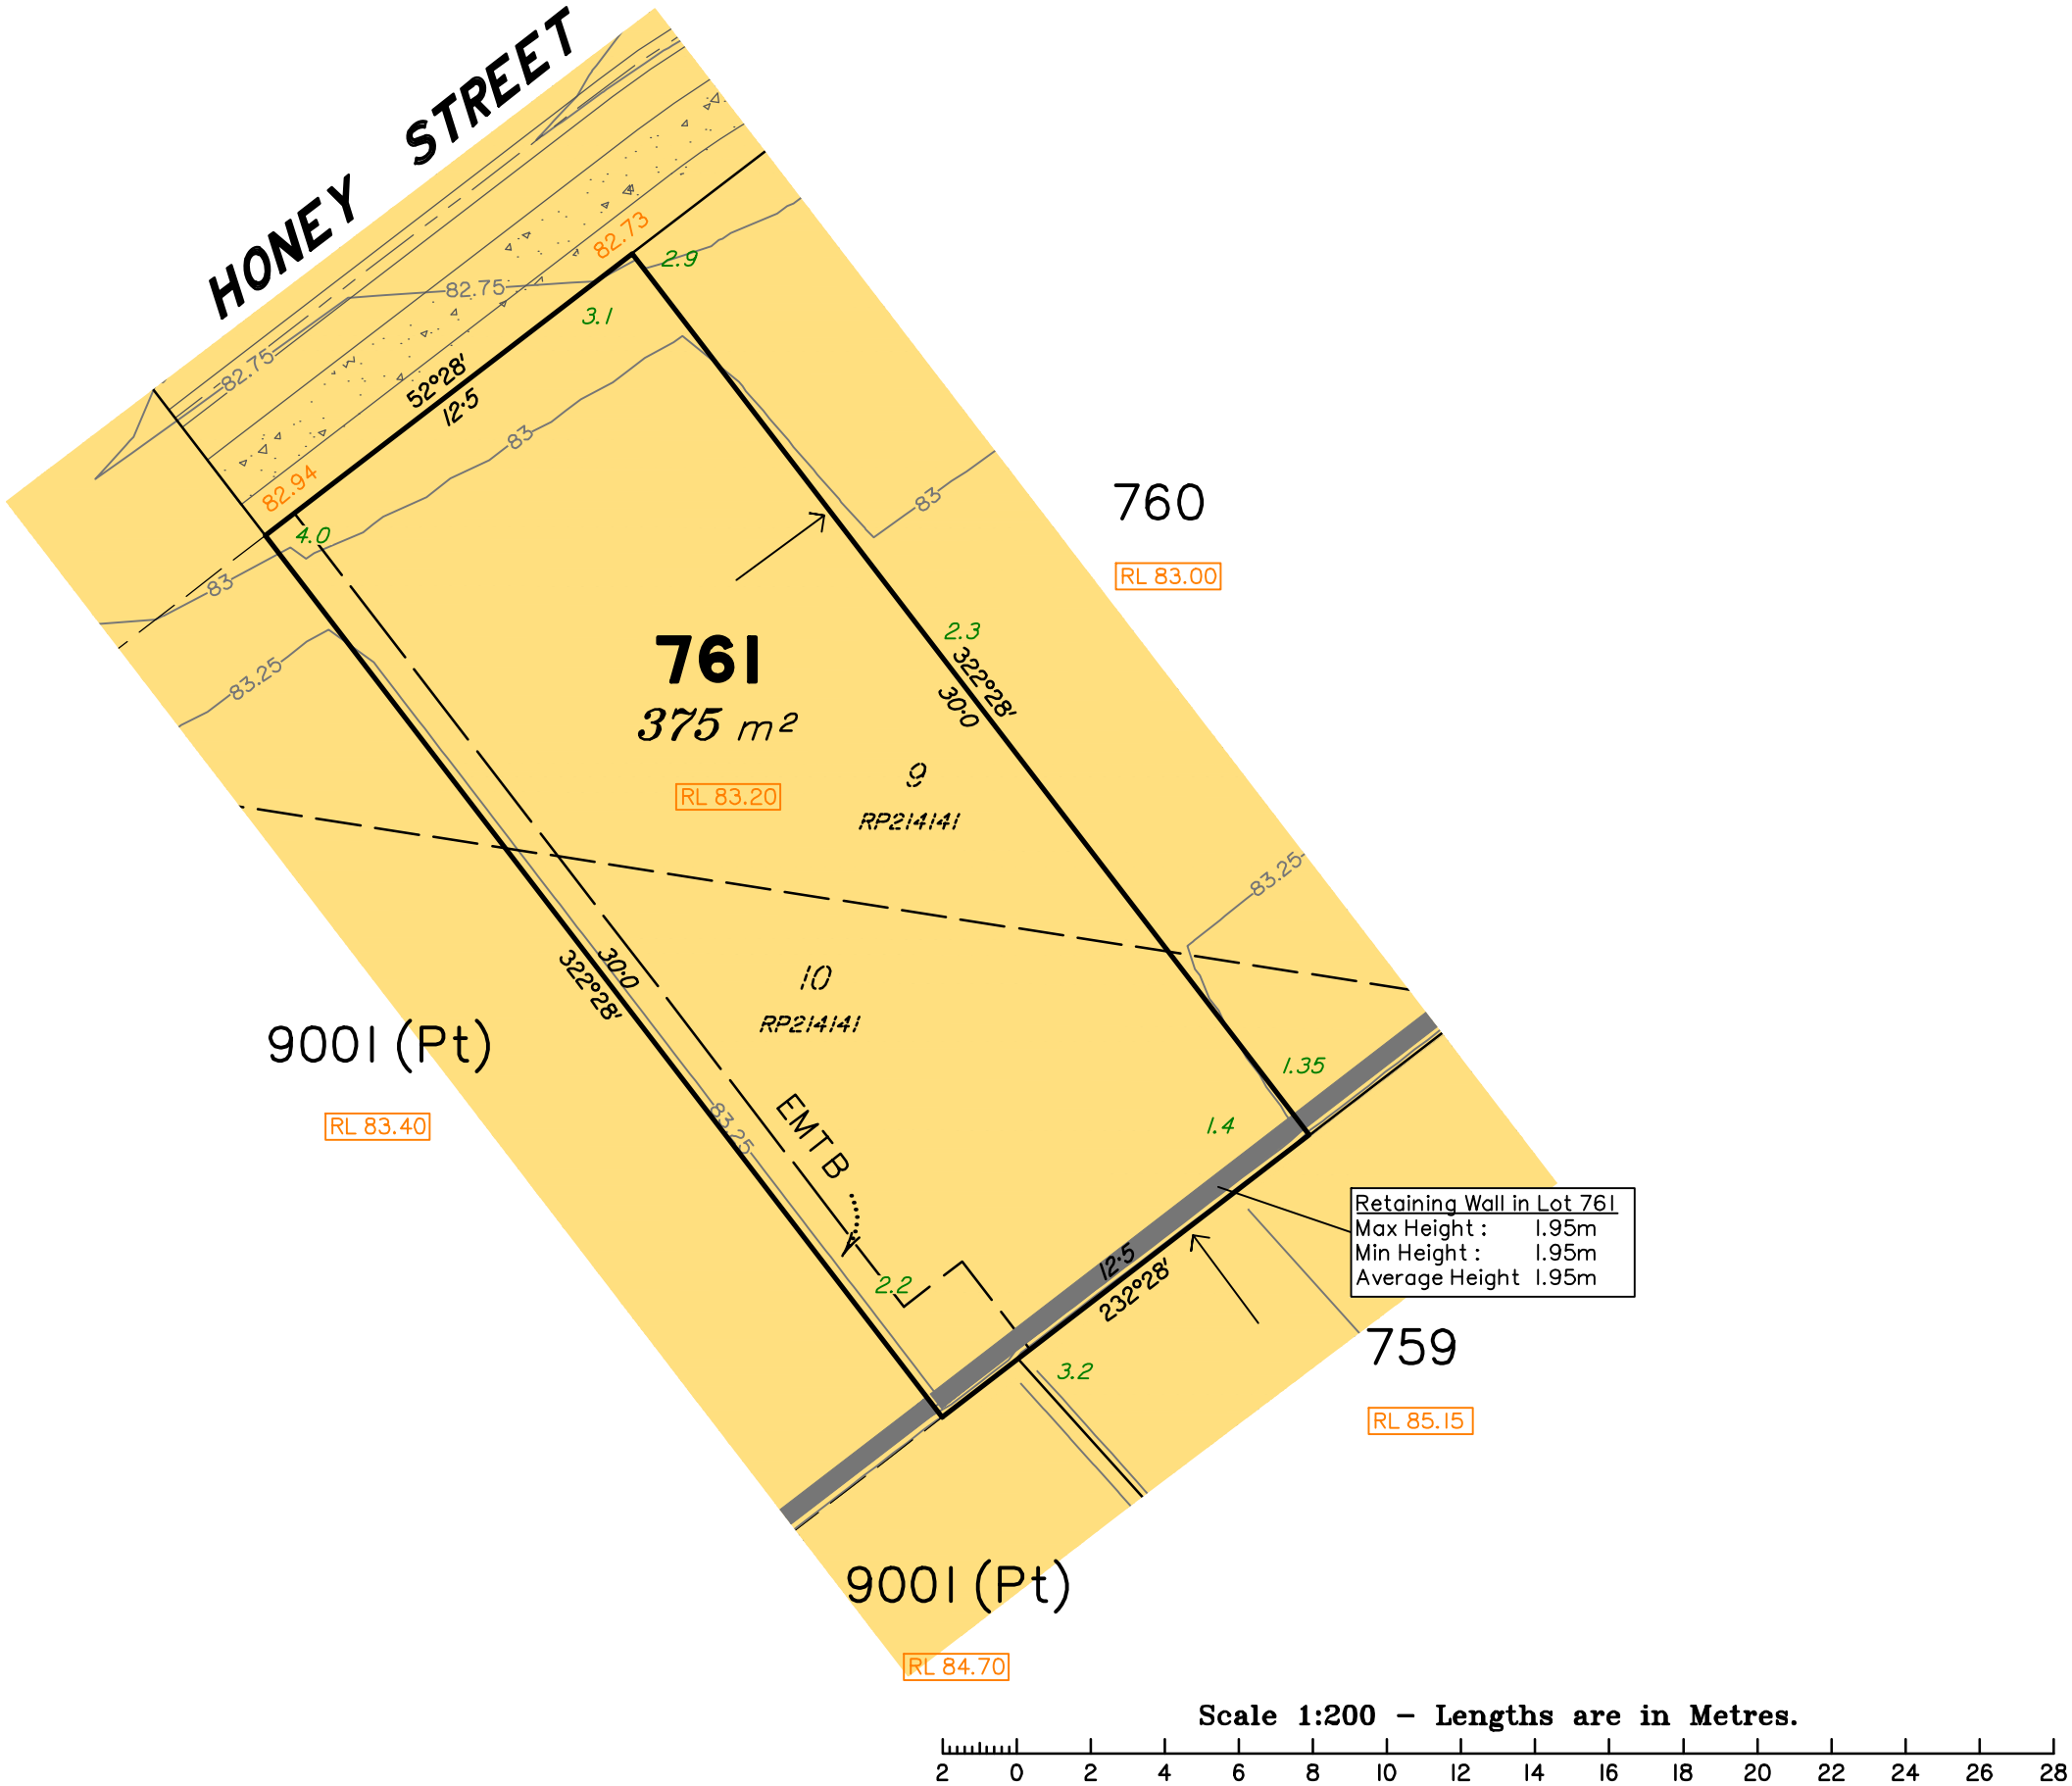 HONEY STREET
82.73
2.9
82.75
3.1
82.75
52°28'
12·5
83
82.94
4.0
83
760
83
RL 83.00
83
2.3
322°28'
30·0
761
83.25
375 m²
9
RL 83.20
RP214141
83.25
30·0
322°28'
10
RP214141
9001 (Pt)
1.35
RL 83.40
83.25
EMT B
1.4
Retaining Wall in Lot 761
Max Height : 1.95m
Min Height : 1.95m
Average Height 1.95m
12·5
232°28'
2.2
759
3.2
RL 85.15
9001 (Pt)
RL 84.70
Scale 1:200 – Lengths are in Metres.
2 0 2 4 6 8 10 12 14 16 18 20 22 24 26 28